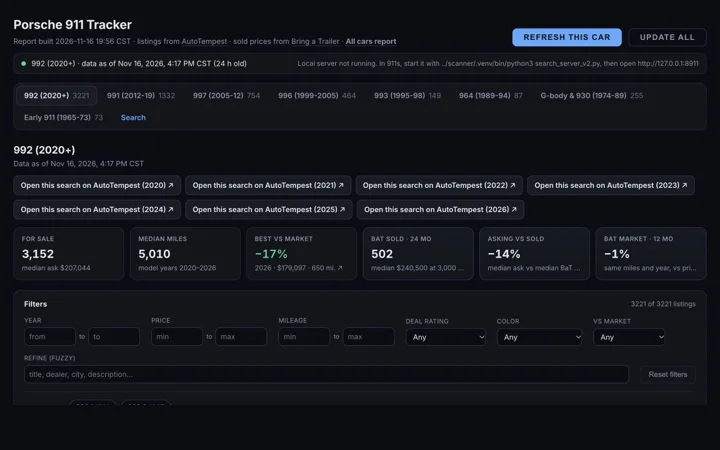 Porsche 911 Tracker
Report built 2026-11-16 19:56 CST · listings from AutoTempest · sold prices from Bring a Trailer · All cars report
REFRESH THIS CAR
UPDATE ALL
992 (2020+) · data as of Nov 16, 2026, 4:17 PM CST (24 h old)
Local server not running. In 911s, start it with ../scanner/.venv/bin/python3 search_server_v2.py, then open http://127.0.0.1:8911
992 (2020+) 3221
991 (2012-19) 1332
997 (2005-12) 754
996 (1999-2005) 464
993 (1995-98) 149
964 (1989-94) 87
G-body & 930 (1974-89) 255
Early 911 (1965-73) 73
Search
992 (2020+)
Data as of Nov 16, 2026, 4:17 PM CST
Open this search on AutoTempest (2020) ↗
Open this search on AutoTempest (2021) ↗
Open this search on AutoTempest (2022) ↗
Open this search on AutoTempest (2023) ↗
Open this search on AutoTempest (2024) ↗
Open this search on AutoTempest (2025) ↗
Open this search on AutoTempest (2026) ↗
FOR SALE
3,152
median ask $207,044
MEDIAN MILES
5,010
model years 2020-2026
BEST VS MARKET
−17%
2026 · $179,097 · 650 mi. ↗
BAT SOLD · 24 MO
502
median $240,500 at 3,000 ...
ASKING VS SOLD
−14%
median ask vs median BaT ...
BAT MARKET · 12 MO
−1%
same miles and year, vs pri...
Filters
3221 of 3221 listings
YEAR
from to to
PRICE
min to max
MILEAGE
min to max
DEAL RATING
Any
COLOR
Any
VS MARKET
Any
REFINE (FUZZY)
title, dealer, city, description...
Reset filters